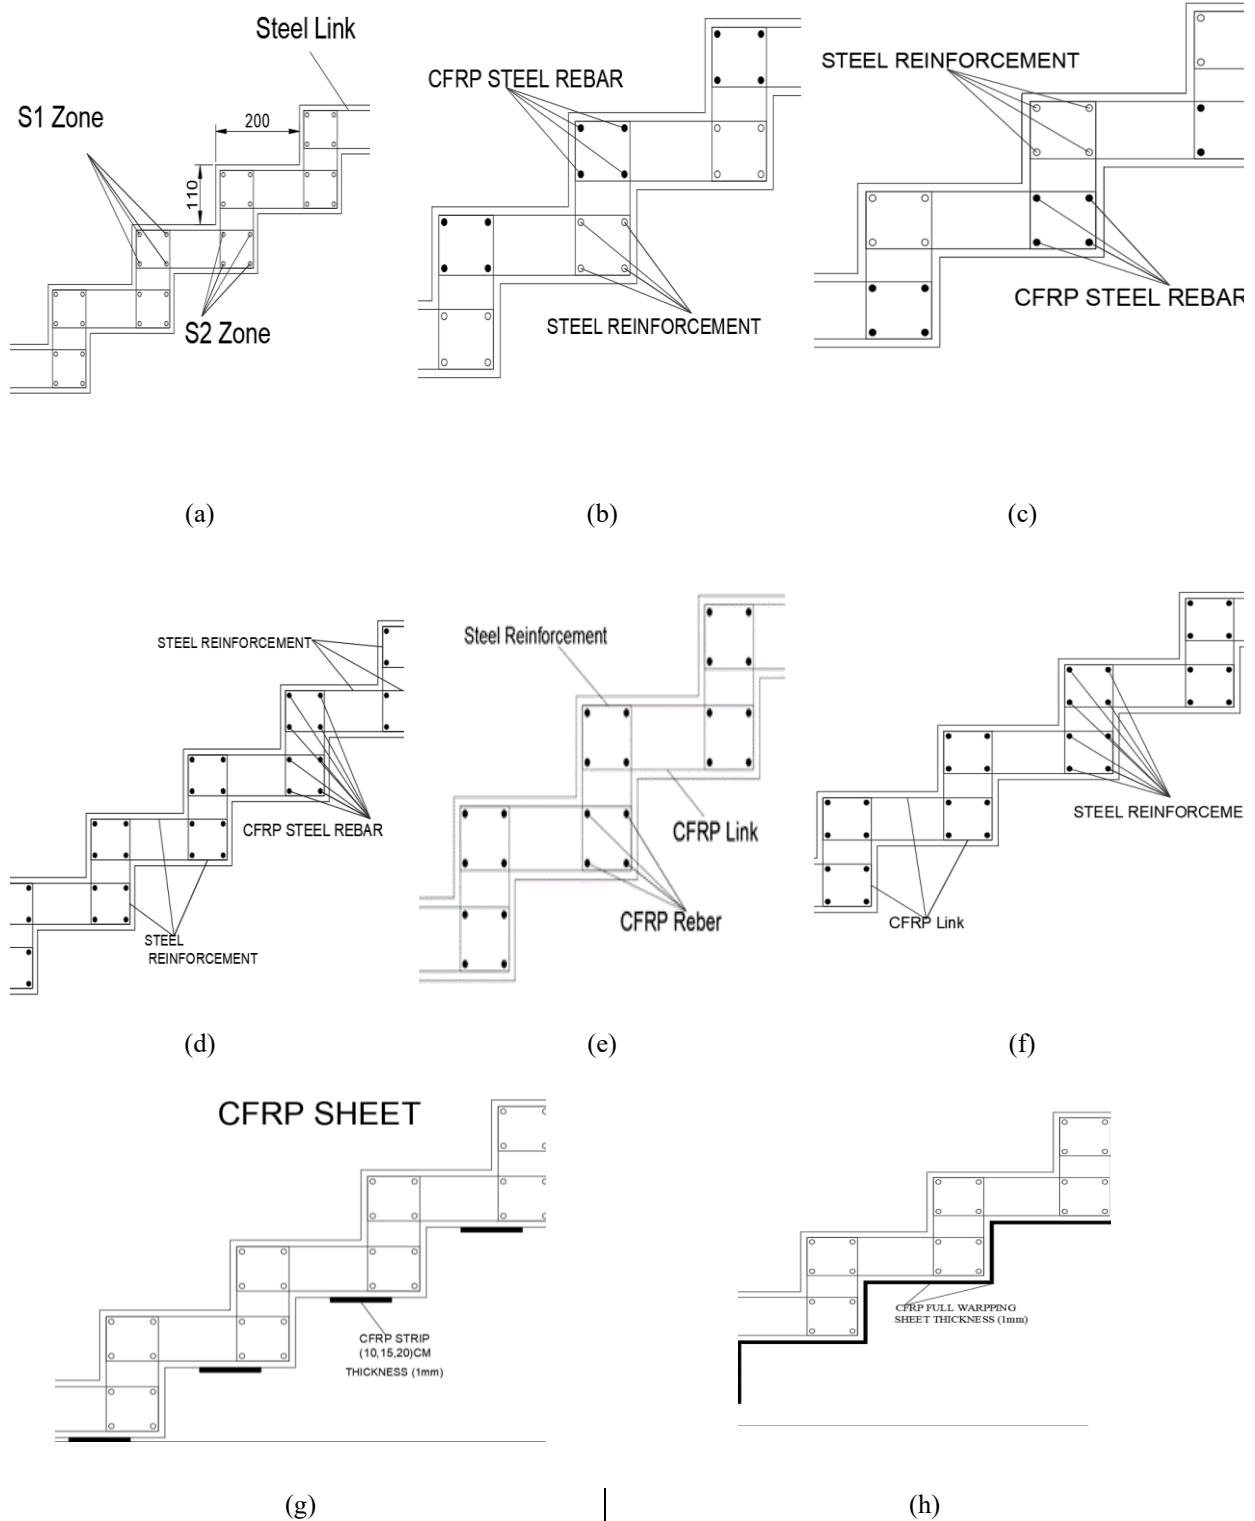 Steel Link
S1 Zone
200
110
S2 Zone
CFRP STEEL REBAR
STEEL REINFORCEMENT
STEEL REINFORCEMENT
CFRP STEEL REBAR
(a)
(b)
(c)
STEEL REINFORCEMENT
CFRP STEEL REBAR
STEEL
REINFORCEMENT
Steel Reinforcement
CFRP Link
CFRP Reber
STEEL REINFORCEME
CFRP Link
(d)
(e)
(f)
CFRP SHEET
CFRP STRIP
(10,15,20)CM
THICKNESS (1mm)
CFRP FULL WARPPING
SHEET THICKNESS (1mm)
(g)
(h)